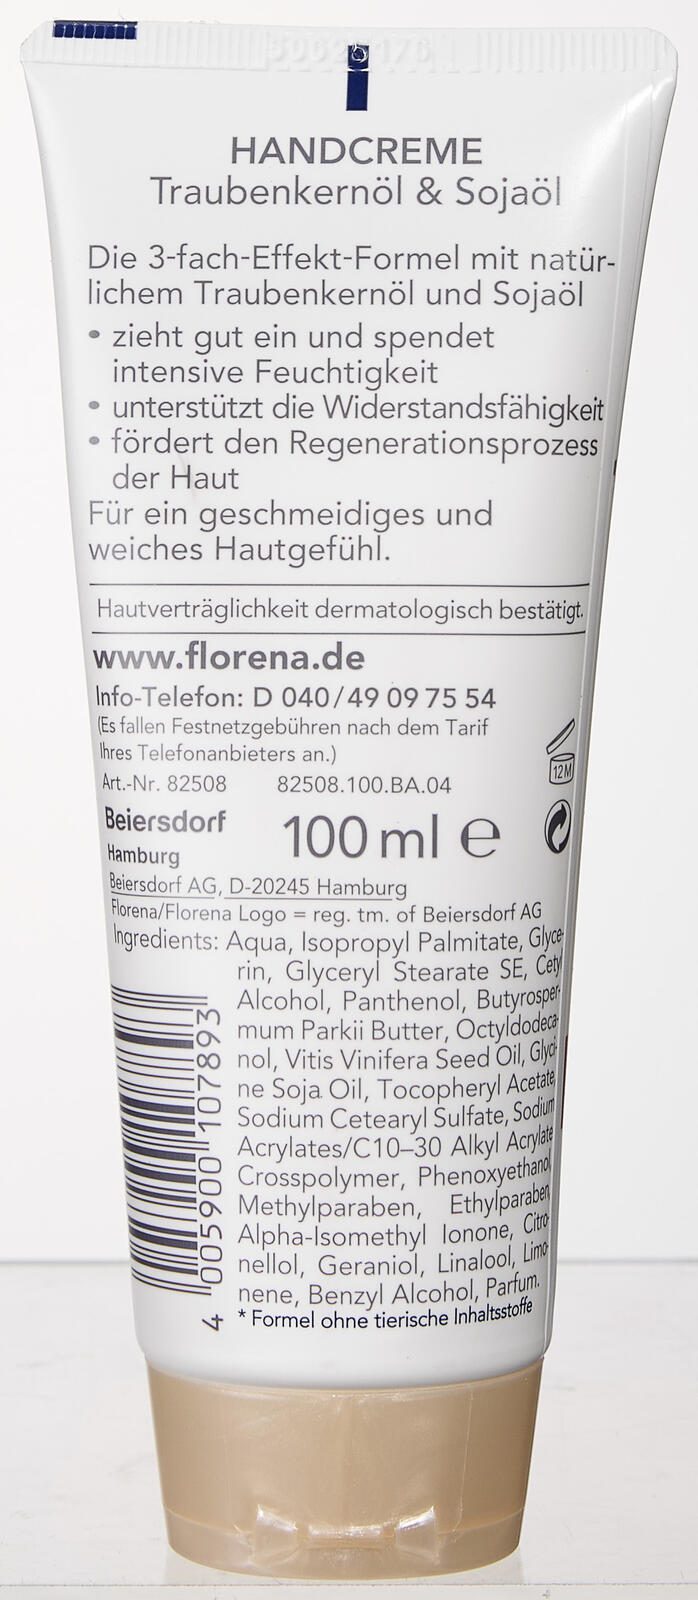 HANDCREME
Traubenkernöl & Sojaöl
Die 3-fach-Effekt-Formel mit natür-
lichem Traubenkernöl und Sojaöl
• zieht gut ein und spendet
intensive Feuchtigkeit
• unterstützt die Widerstandsfähigkeit
• fördert den Regenerationsprozess
der Haut
Für ein geschmeidiges und
weiches Hautgefühl.
Hautverträglichkeit dermatologisch bestätigt.
www.florena.de
Info-Telefon: D 040/49 09 75 54
(Es fallen Festnetzgebühren nach dem Tarif
Ihres Telefonanbieters an.)
Art.-Nr. 82508 82508.100.BA.04
12M
Beiersdorf
Hamburg
100 ml e
Beiersdorf AG, D-20245 Hamburg
Florena/Florena Logo = reg. tm. of Beiersdorf AG
Ingredients: Aqua, Isopropyl Palmitate, Glyce-
rin, Glyceryl Stearate SE, Cetyl
Alcohol, Panthenol, Butyrosper-
mum Parkii Butter, Octyldodeca-
nol, Vitis Vinifera Seed Oil, Glyci-
ne Soja Oil, Tocopheryl Acetate,
Sodium Cetearyl Sulfate, Sodium
Acrylates/C10–30 Alkyl Acrylate
Crosspolymer, Phenoxyethanol,
Methylparaben, Ethylparaben,
Alpha-Isomethyl Ionone, Citro-
nellol, Geraniol, Linalool, Limo-
nene, Benzyl Alcohol, Parfum.
* Formel ohne tierische Inhaltsstoffe
4 005900 107893